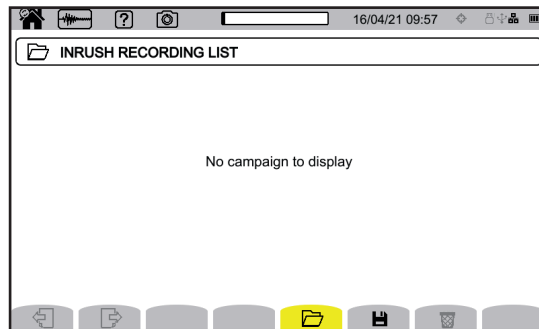 ?
16/04/21 09:57
INRUSH RECORDING LIST
No campaign to display